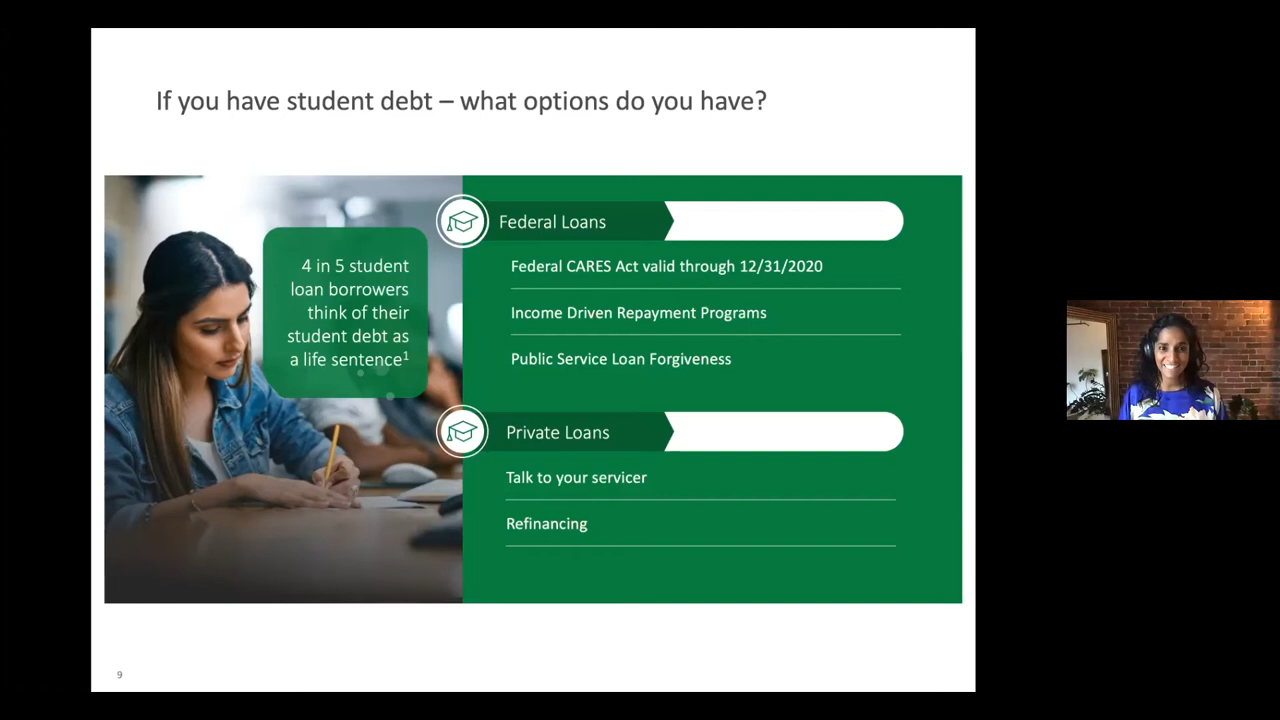 If you have student debt – what options do you have?
4 in 5 student
loan borrowers
think of their
student debt as
a life sentence1
Federal Loans
Federal CARES Act valid through 12/31/2020
Income Driven Repayment Programs
Public Service Loan Forgiveness
Private Loans
Talk to your servicer
Refinancing
9